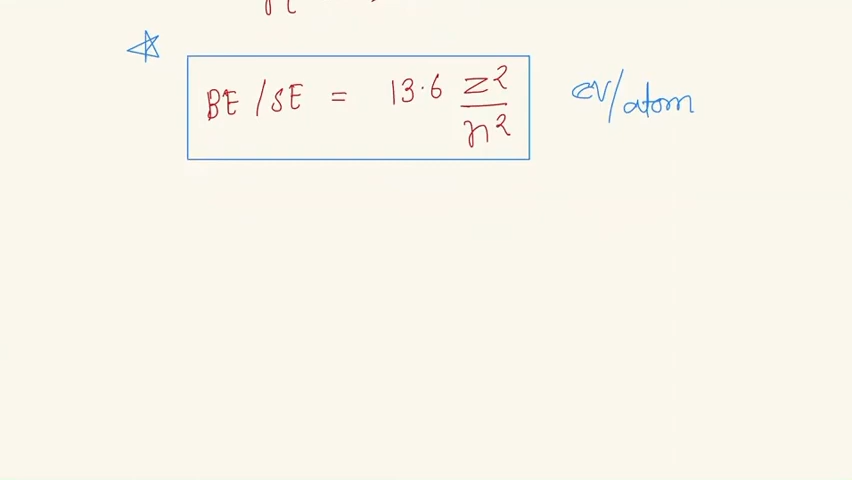 BE/SE = 13.6 Z²/n² eV/atom